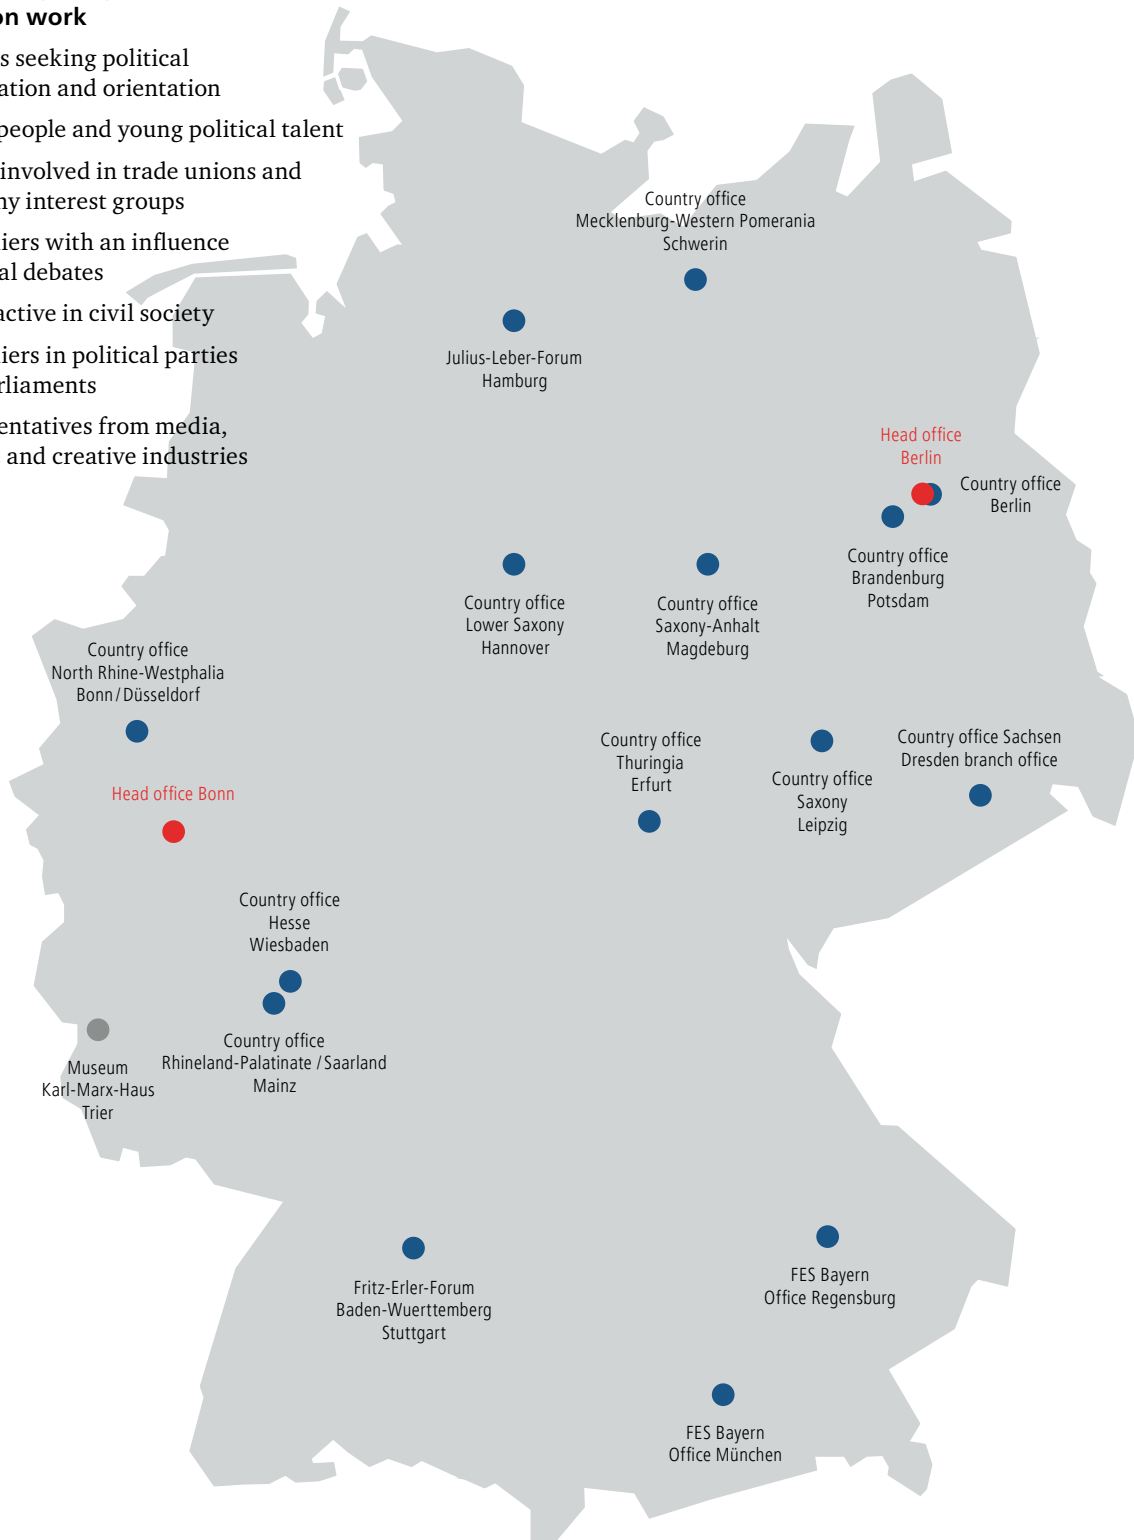 on work
s seeking political
ation and orientation
people and young political talent
involved in trade unions and
ny interest groups
iers with an influence
al debates
active in civil society
iers in political parties
rliaments
entatives from media,
and creative industries
Country office
Mecklenburg-Western Pomerania
Schwerin
Julius-Leber-Forum
Hamburg
Head office
Berlin
Country office
Berlin
Country office
Brandenburg
Potsdam
Country office
Lower Saxony
Hannover
Country office
Saxony-Anhalt
Magdeburg
Country office
North Rhine-Westphalia
Bonn/Düsseldorf
Head office Bonn
Country office
Thuringia
Erfurt
Country office
Saxony
Leipzig
Country office Sachsen
Dresden branch office
Country office
Hesse
Wiesbaden
Country office
Rhineland-Palatinate/Saarland
Mainz
Museum
Karl-Marx-Haus
Trier
Fritz-Erler-Forum
Baden-Wuerttemberg
Stuttgart
FES Bayern
Office Regensburg
FES Bayern
Office München